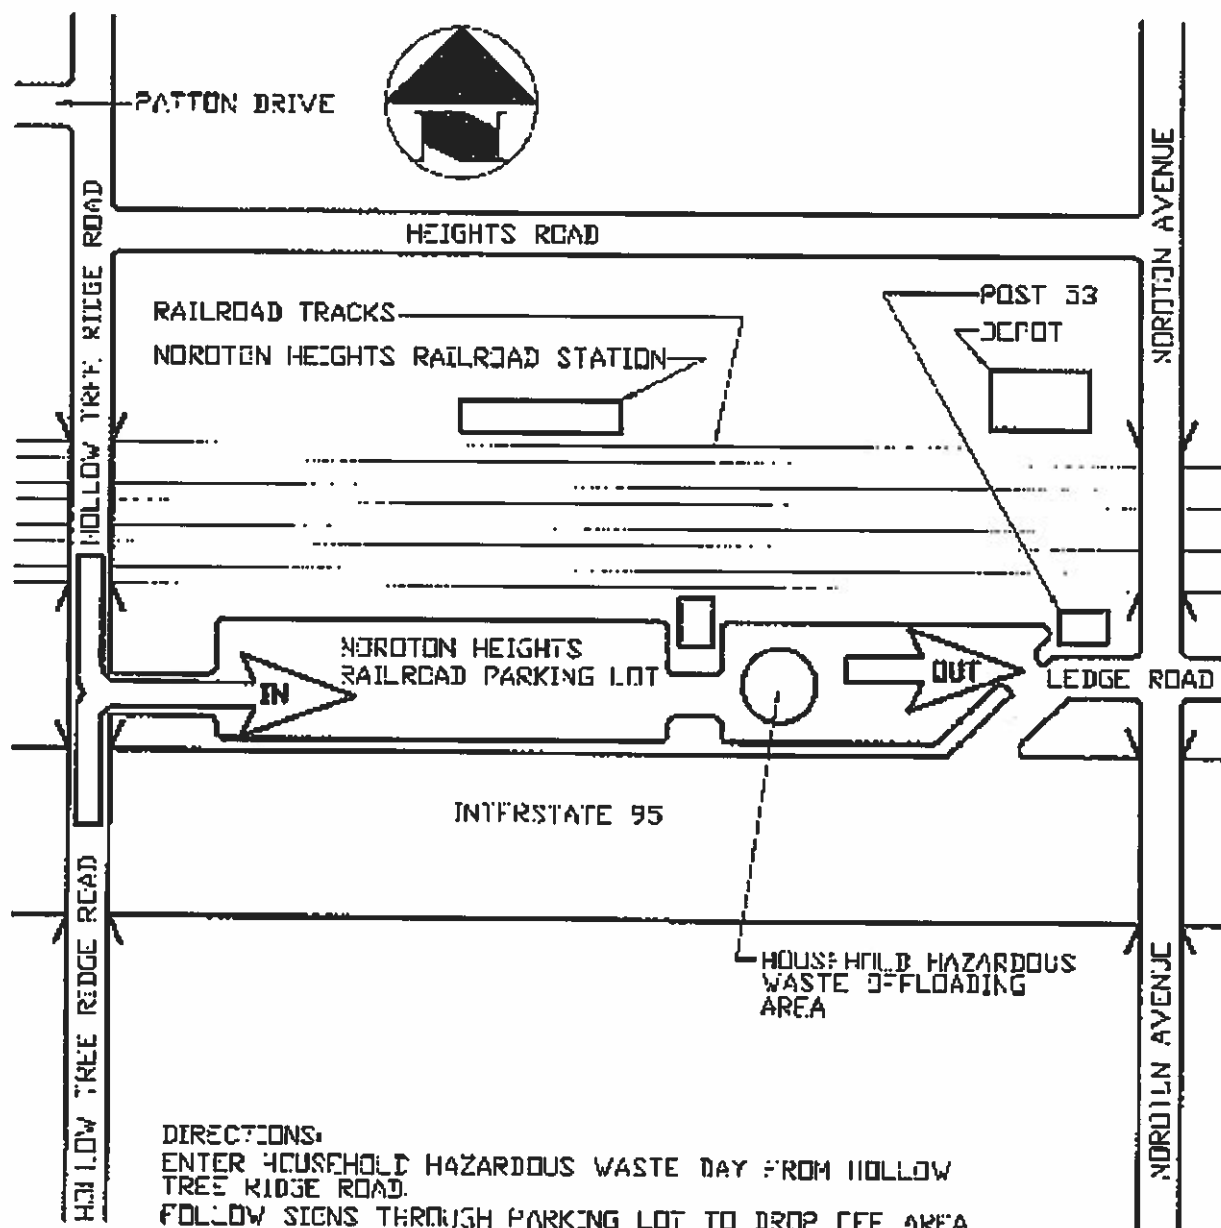 PATTON DRIVE
N
HEIGHTS ROAD
HOLLOW TREE RIDGE ROAD
NOROTON AVENUE
RAILROAD TRACKS
NOROTON HEIGHTS RAILROAD STATION
POST 53
DEPOT
NOROTON HEIGHTS
RAILROAD PARKING LOT
IN
OUT
LEDGE ROAD
INTERSTATE 95
HOLLOW TREE RIDGE ROAD
NOROTON AVENUE
HOUSEHOLD HAZARDOUS
WASTE OFFLOADING
AREA
DIRECTIONS:
ENTER HOUSEHOLD HAZARDOUS WASTE DAY FROM HOLLOW
TREE RIDGE ROAD.
FOLLOW SIGNS THROUGH PARKING LOT TO DROP OFF AREA